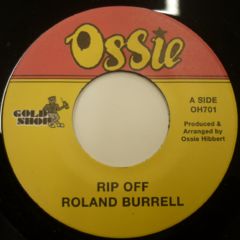 Ossie
GOLD
SHOP
A SIDE
OH701
Produced &
Arranged by
Ossie Hibbert
RIP OFF
ROLAND BURRELL